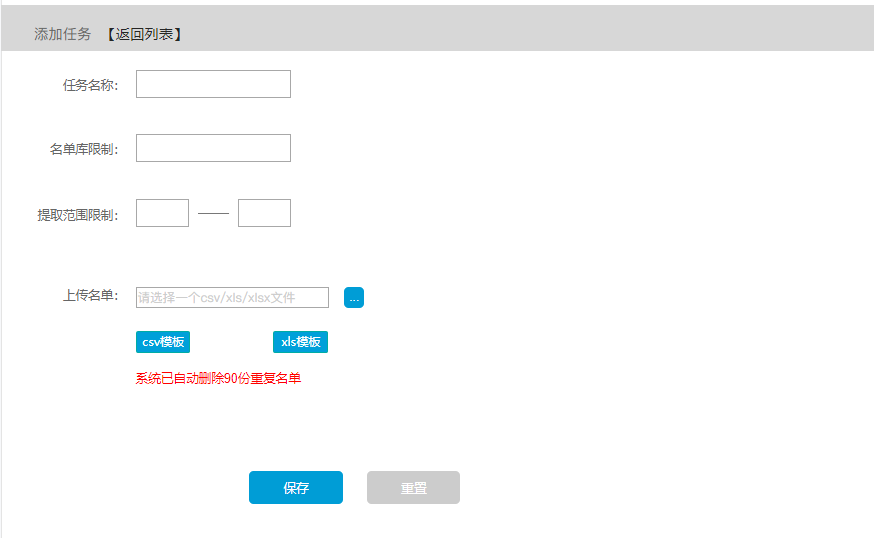 添加任务 【返回列表】
任务名称：
名单库限制：
提取范围限制：
上传名单： 请选择一个csv/xls/xlsx文件 ...
csv模板 xls模板
系统已自动删除90份重复名单
保存 重置